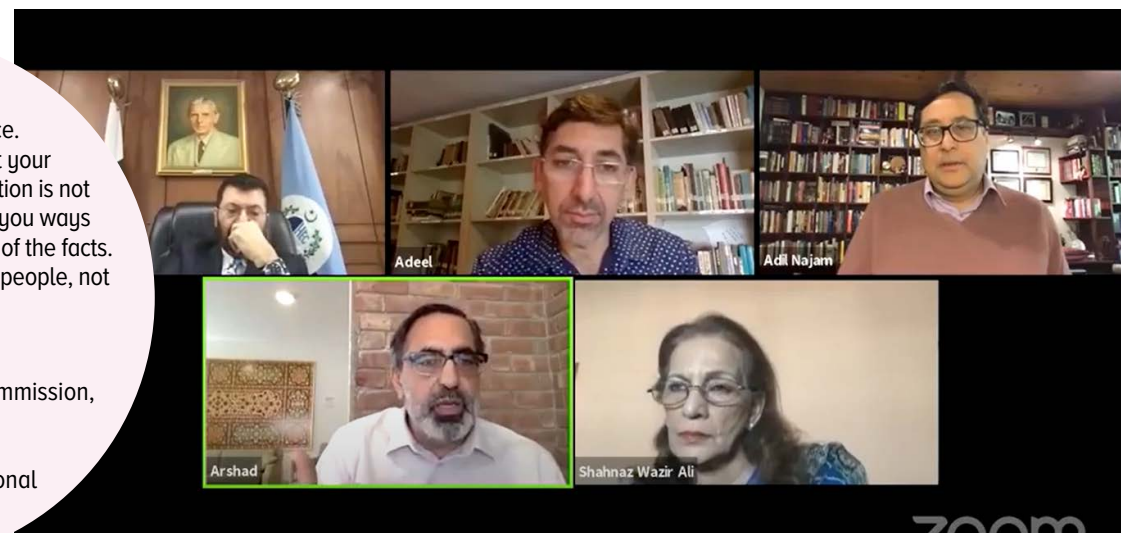 ce.
t your
tion is not
you ways
of the facts.
people, not
mmission,
onal
Adeel
Adil Najam
Arshad
Shahnaz Wazir Ali
zoom